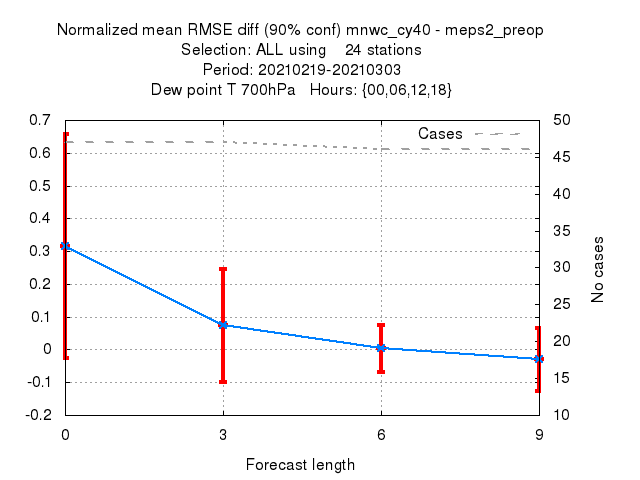 Normalized mean RMSE diff (90% conf) mnwc_cy40 - meps2_preop
Selection: ALL using    24 stations
Period: 20210219-20210303
Dew point T 700hPa   Hours: {00,06,12,18}
0.7
0.6
0.5
0.4
0.3
0.2
0.1
0
-0.1
-0.2
50
45
40
35
30
25
20
15
10
Cases
No cases
0 3 6 9
Forecast length